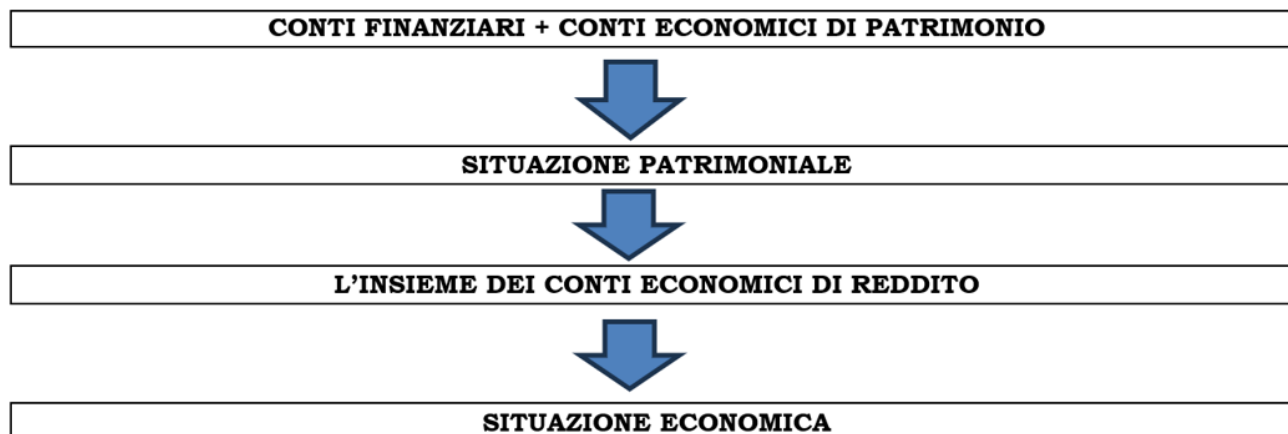 CONTI FINANZIARI + CONTI ECONOMICI DI PATRIMONIO
SITUAZIONE PATRIMONIALE
L'INSIEME DEI CONTI ECONOMICI DI REDDITO
SITUAZIONE ECONOMICA